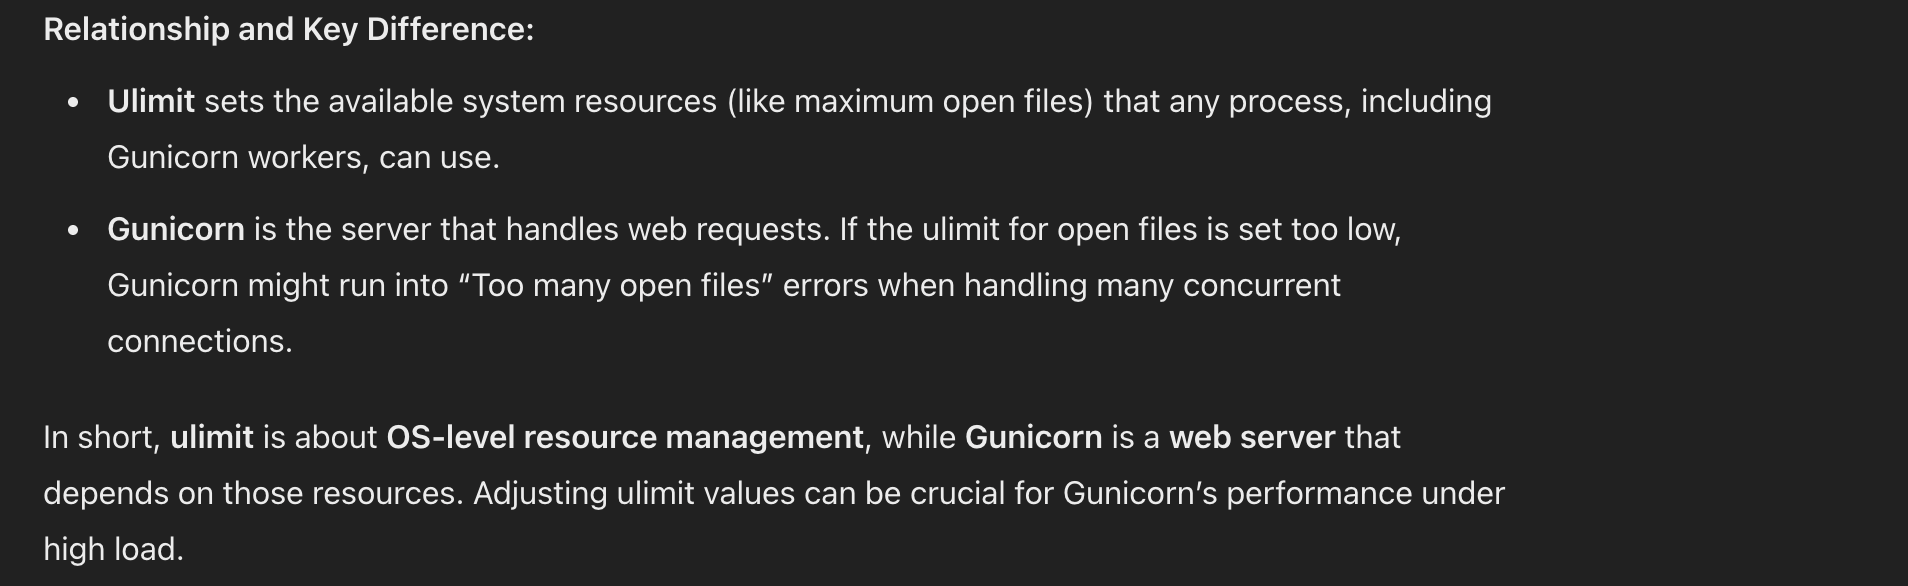 Relationship and Key Difference:
• Ulimit sets the available system resources (like maximum open files) that any process, including
Gunicorn workers, can use.
• Gunicorn is the server that handles web requests. If the ulimit for open files is set too low,
Gunicorn might run into “Too many open files” errors when handling many concurrent
connections.
In short, ulimit is about OS-level resource management, while Gunicorn is a web server that
depends on those resources. Adjusting ulimit values can be crucial for Gunicorn’s performance under
high load.